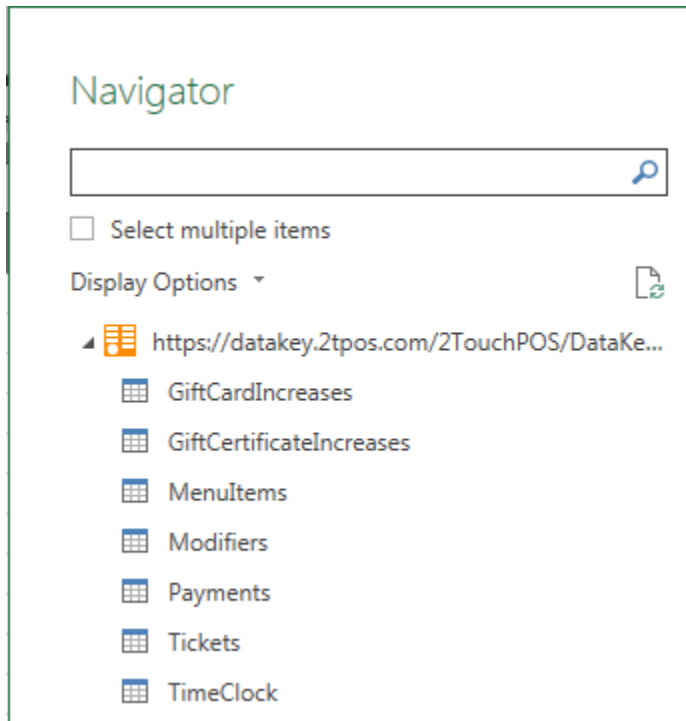 Navigator
Select multiple items
Display Options
https://datakey.2tpos.com/2TouchPOS/DataKe...
GiftCardIncreases
GiftCertificateIncreases
MenuItems
Modifiers
Payments
Tickets
TimeClock